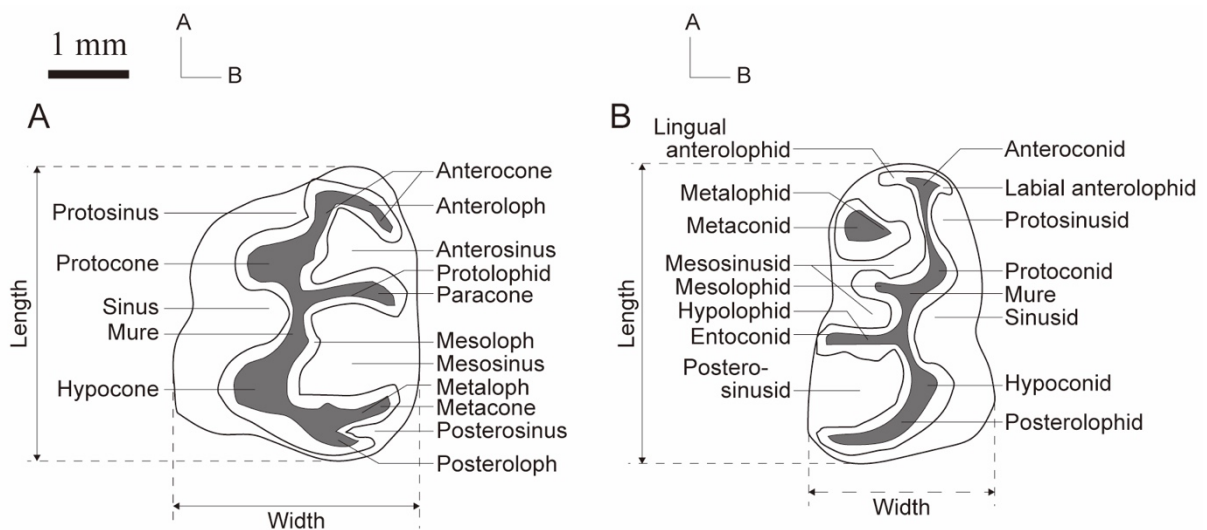 1 mm
A
B
A
B
A
Protosinus
Protocone
Sinus
Mure
Hypocone
Length
Width
Anterocone
Anteroloph
Anterosinus
Protolophid
Paracone
Mesoloph
Mesosinus
Metaloph
Metacone
Posterosinus
Posteroloph
B
Lingual
anterolophid
Metalophid
Metaconid
Mesosinusid
Mesolophid
Hypolophid
Entoconid
Postero-
sinusid
Length
Width
Anteroconid
Labial anterolophid
Protosinusid
Protoconid
Mure
Sinusid
Hypoconid
Posterolophid